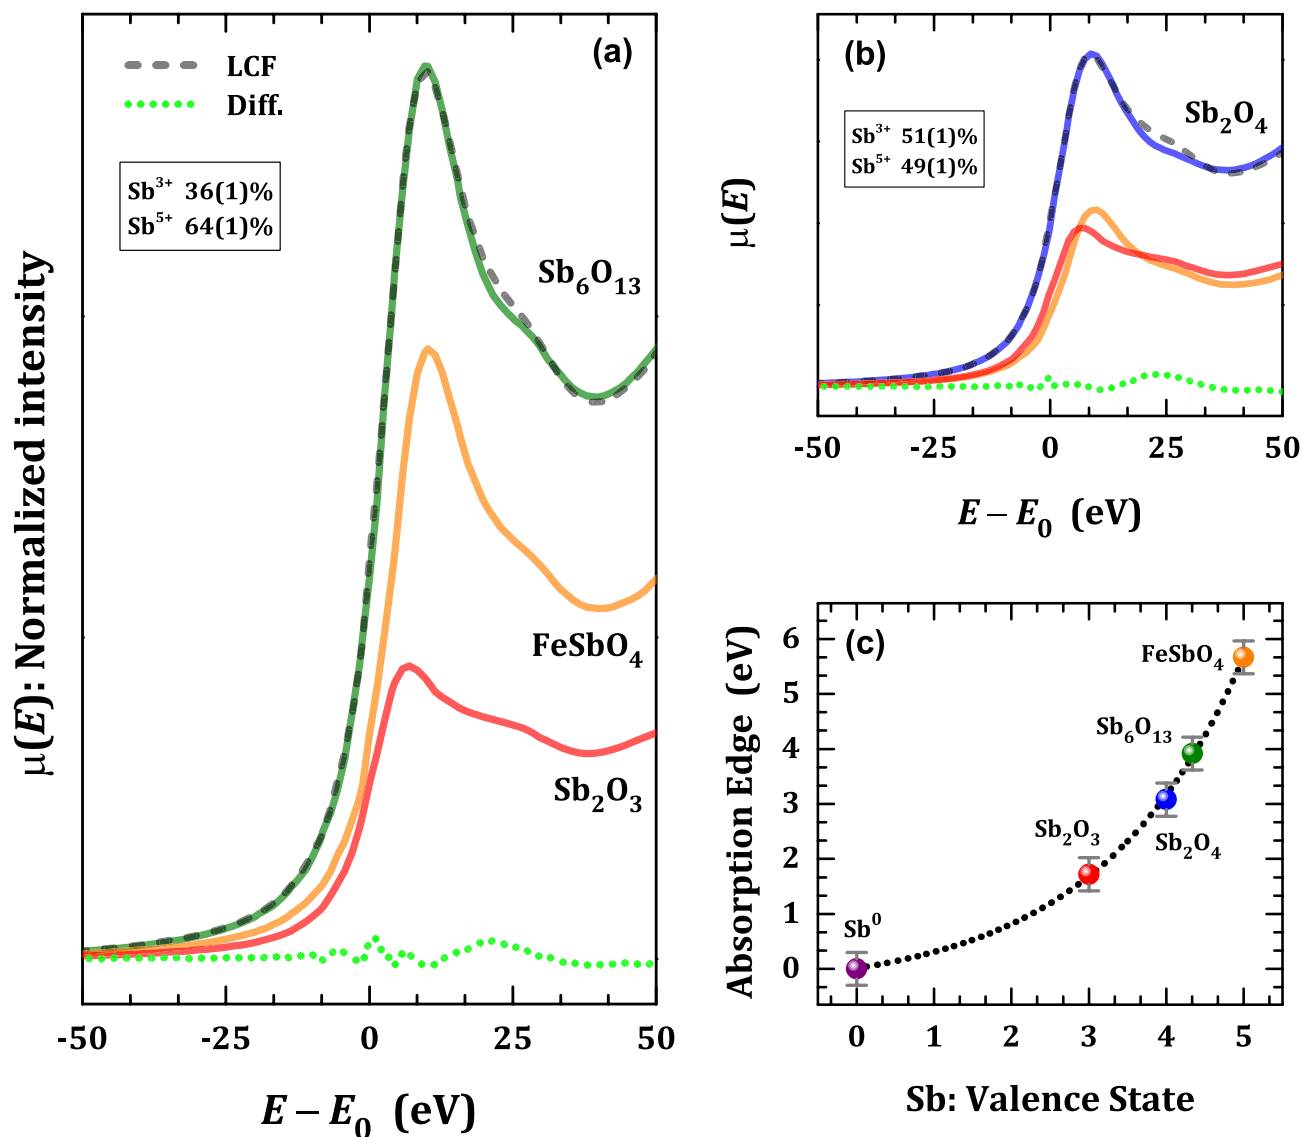 (a)
LCF
Diff.
Sb³⁺ 36(1)%
Sb⁵⁺ 64(1)%
Sb₆O₁₃
FeSbO₄
Sb₂O₃
μ(E): Normalized intensity
-50 -25 0 25 50
E – E₀ (eV)
(b)
Sb³⁺ 51(1)%
Sb⁵⁺ 49(1)%
Sb₂O₄
μ(E)
-50 -25 0 25 50
E – E₀ (eV)
(c)
FeSbO₄
Sb₆O₁₃
Sb₂O₃
Sb₂O₄
Sb⁰
Absorption Edge (eV)
6
5
4
3
2
1
0
0 1 2 3 4 5
Sb: Valence State